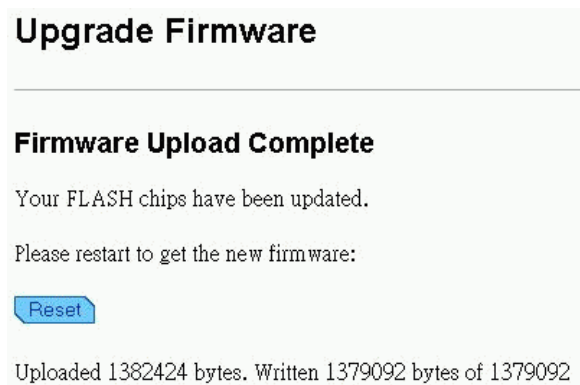 Upgrade Firmware
Firmware Upload Complete
Your FLASH chips have been updated.
Please restart to get the new firmware:
Reset
Uploaded 1382424 bytes. Written 1379092 bytes of 1379092